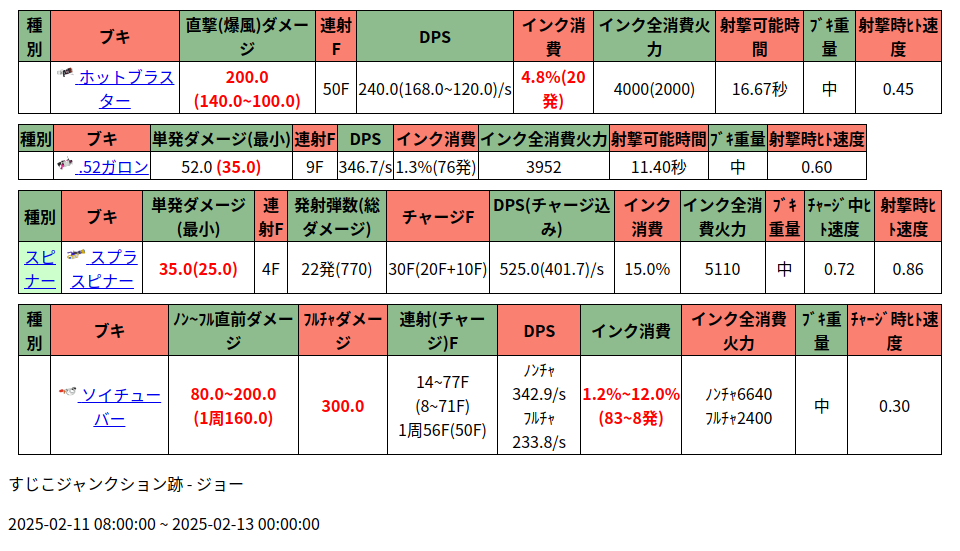 種別 ブキ 直撃(爆風)ダメージ 連射F DPS インク消費 インク全消費火力 射撃可能時間 ﾌﾞｷ重量 射撃時ﾋﾄ速度
ホットブラスター 200.0 (140.0~100.0) 50F 240.0(168.0~120.0)/s 4.8%(20発) 4000(2000) 16.67秒 中 0.45
種別 ブキ 単発ダメージ(最小) 連射F DPS インク消費 インク全消費火力 射撃可能時間 ﾌﾞｷ重量 射撃時ﾋﾄ速度
.52ガロン 52.0 (35.0) 9F 346.7/s 1.3%(76発) 3952 11.40秒 中 0.60
種別 ブキ 単発ダメージ(最小) 連射F 発射弾数(総ダメージ) チャージF DPS(チャージ込み) インク消費 インク全消費火力 ﾌﾞｷ重量 ﾁｬｰｼﾞ中ﾋﾄ速度 射撃時ﾋﾄ速度
スピナー スプラスピナー 35.0(25.0) 4F 22発(770) 30F(20F+10F) 525.0(401.7)/s 15.0% 5110 中 0.72 0.86
種別 ブキ ﾉﾝ~ﾌﾙ直前ダメージ ﾌﾙﾁｬダメージ 連射(チャージ)F DPS インク消費 インク全消費火力 ﾌﾞｷ重量 ﾁｬｰｼﾞ時ﾋﾄ速度
ソイチューバー 80.0~200.0 (1周160.0) 300.0 14~77F (8~71F) 1周56F(50F) ﾉﾝﾁｬ 342.9/s ﾌﾙﾁｬ 233.8/s 1.2%~12.0% (83~8発) ﾉﾝﾁｬ6640 ﾌﾙﾁｬ2400 中 0.30
すじこジャンクション跡 - ジョー
2025-02-11 08:00:00 ~ 2025-02-13 00:00:00